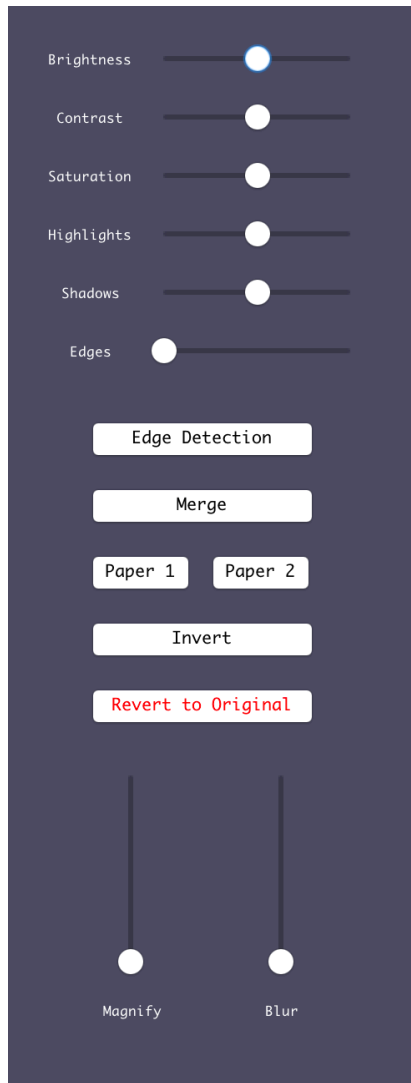 Brightness
Contrast
Saturation
Highlights
Shadows
Edges
Edge Detection
Merge
Paper 1 Paper 2
Invert
Revert to Original
Magnify Blur